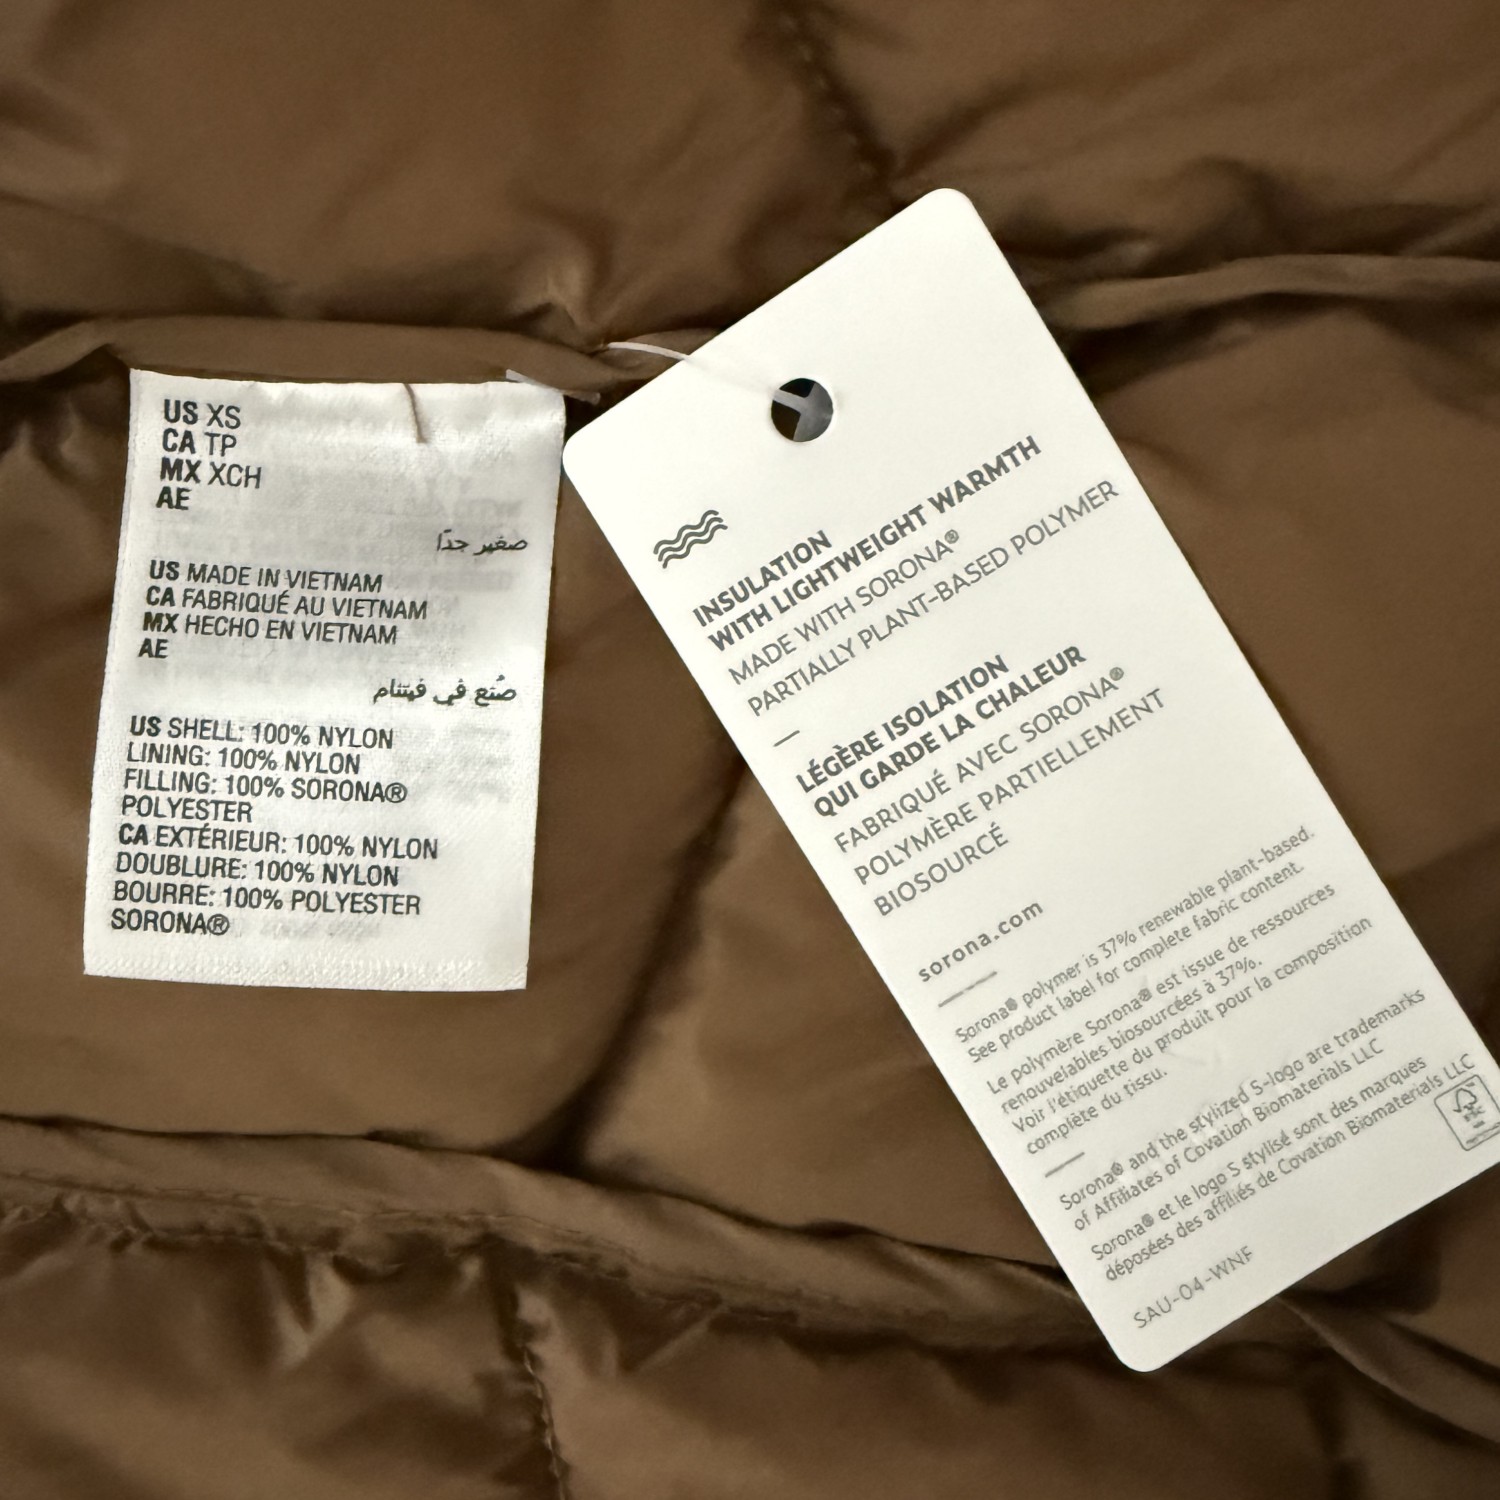 US XS
CA TP
MX XCH
AE
صغير جدًا
US MADE IN VIETNAM
CA FABRIQUÉ AU VIETNAM
MX HECHO EN VIETNAM
AE
صُنع في فيتنام
US SHELL: 100% NYLON
LINING: 100% NYLON
FILLING: 100% SORONA®
POLYESTER
CA EXTÉRIEUR: 100% NYLON
DOUBLURE: 100% NYLON
BOURRE: 100% POLYESTER
SORONA®
INSULATION
WITH LIGHTWEIGHT WARMTH
MADE WITH SORONA®
PARTIALLY PLANT-BASED POLYMER
LÉGÈRE ISOLATION
QUI GARDE LA CHALEUR
FABRIQUÉ AVEC SORONA®
POLYMÈRE PARTIELLEMENT
BIOSOURCÉ
sorona.com
Sorona® polymer is 37% renewable plant-based.
See product label for complete fabric content.
Le polymère Sorona® est issue de ressources
renouvelables biosourcées à 37%.
Voir l'étiquette du produit pour la composition
complète du tissu.
Sorona® and the stylized S-logo are trademarks
of Affiliates of Covation Biomaterials LLC
Sorona® et le logo S stylisé sont des marques
déposées des affiliés de Covation Biomaterials LLC
FSC
SAU-04-WNF